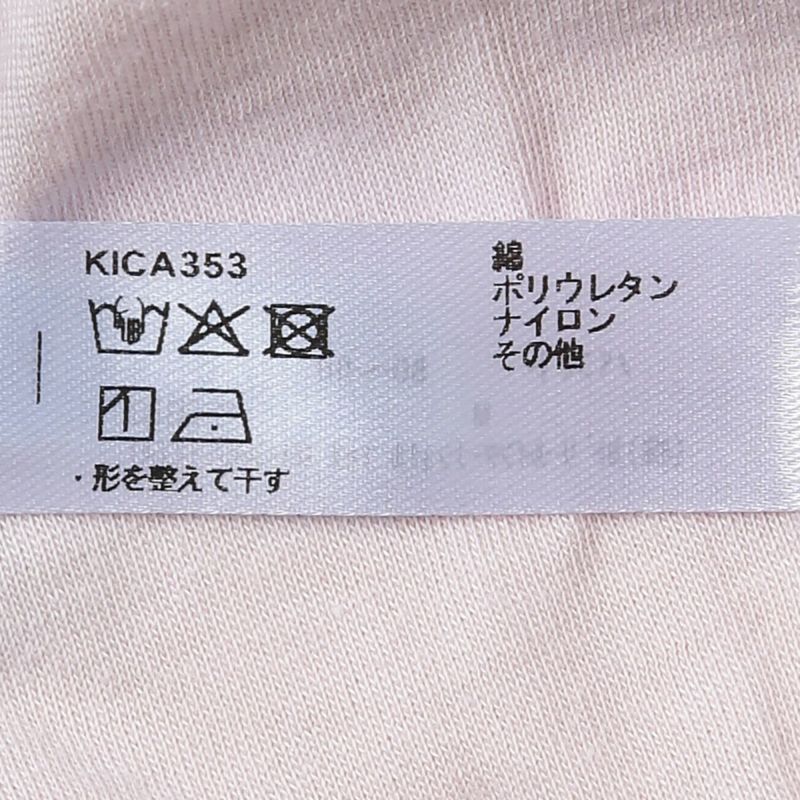 KICA353
・形を整えて干す
綿
ポリウレタン
ナイロン
その他